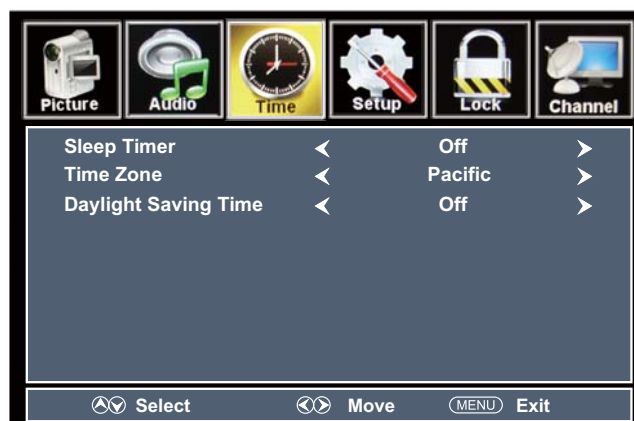 Picture Audio Time Setup Lock Channel
Sleep Timer Off
Time Zone Pacific
Daylight Saving Time Off
Select Move MENU Exit